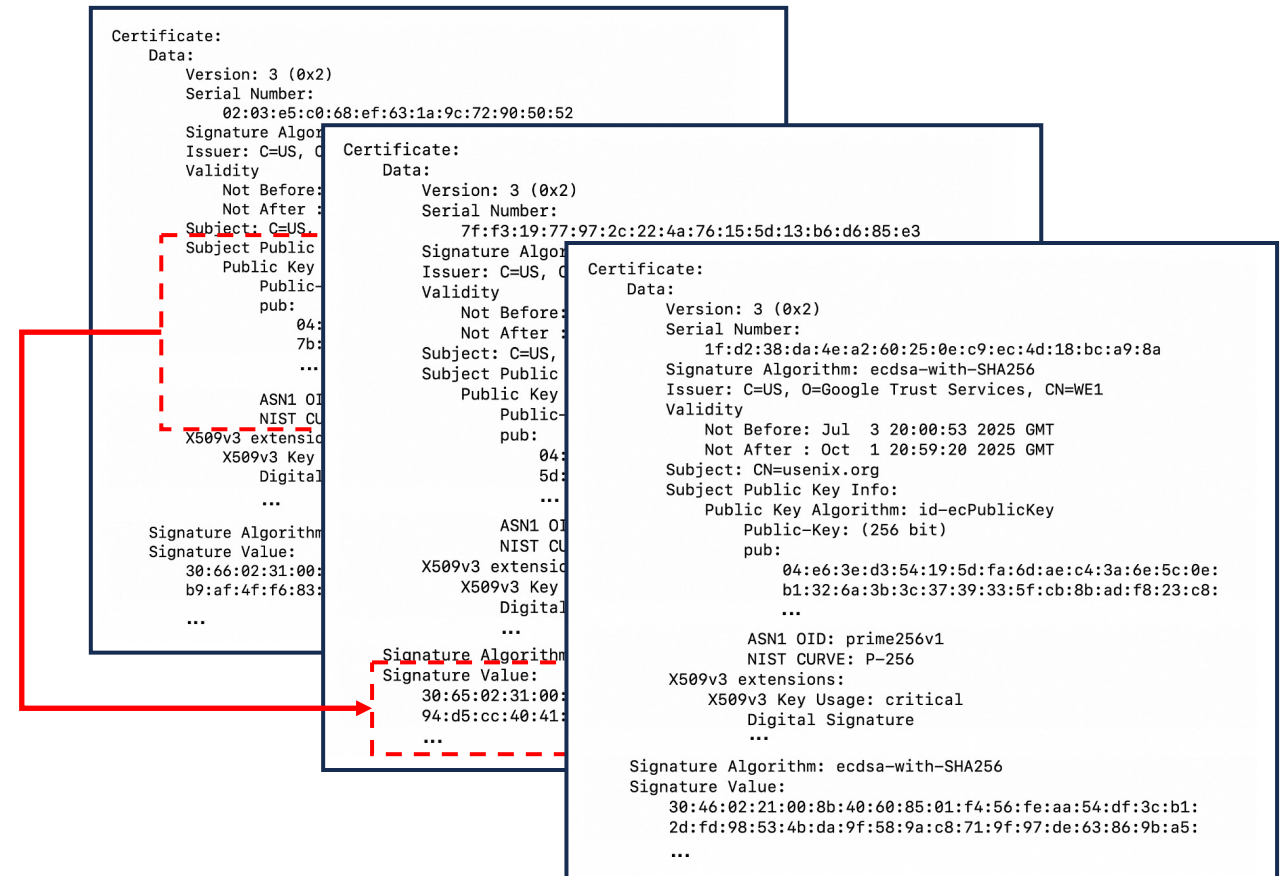 Certificate:
Data:
Version: 3 (0x2)
Serial Number:
02:03:e5:c0:68:ef:63:1a:9c:72:90:50:52
Signature Algor
Issuer: C=US,
Validity
Not Before:
Not After :
Subject: C=US,
Subject Public
Public Key
Public-
pub:
04:
7b:
...
ASN1 OI
NIST CU
X509v3 extensio
X509v3 Key
Digital
...
Signature Algorithm
Signature Value:
30:66:02:31:00:
b9:af:4f:f6:83:
...
Certificate:
Data:
Version: 3 (0x2)
Serial Number:
7f:f3:19:77:97:2c:22:4a:76:15:5d:13:b6:d6:85:e3
Signature Algor
Issuer: C=US,
Validity
Not Before:
Not After :
Subject: C=US,
Subject Public
Public Key
Public-
pub:
04:
5d:
...
ASN1 OI
NIST CU
X509v3 extensio
X509v3 Key
Digital
...
Signature Algorithm
Signature Value:
30:65:02:31:00:
94:d5:cc:40:41:
...
Certificate:
Data:
Version: 3 (0x2)
Serial Number:
1f:d2:38:da:4e:a2:60:25:0e:c9:ec:4d:18:bc:a9:8a
Signature Algorithm: ecdsa-with-SHA256
Issuer: C=US, O=Google Trust Services, CN=WE1
Validity
Not Before: Jul  3 20:00:53 2025 GMT
Not After : Oct  1 20:59:20 2025 GMT
Subject: CN=usenix.org
Subject Public Key Info:
Public Key Algorithm: id-ecPublicKey
Public-Key: (256 bit)
pub:
04:e6:3e:d3:54:19:5d:fa:6d:ae:c4:3a:6e:5c:0e:
b1:32:6a:3b:3c:37:39:33:5f:cb:8b:ad:f8:23:c8:
...
ASN1 OID: prime256v1
NIST CURVE: P-256
X509v3 extensions:
X509v3 Key Usage: critical
Digital Signature
...
Signature Algorithm: ecdsa-with-SHA256
Signature Value:
30:46:02:21:00:8b:40:60:85:01:f4:56:fe:aa:54:df:3c:b1:
2d:fd:98:53:4b:da:9f:58:9a:c8:71:9f:97:de:63:86:9b:a5:
...